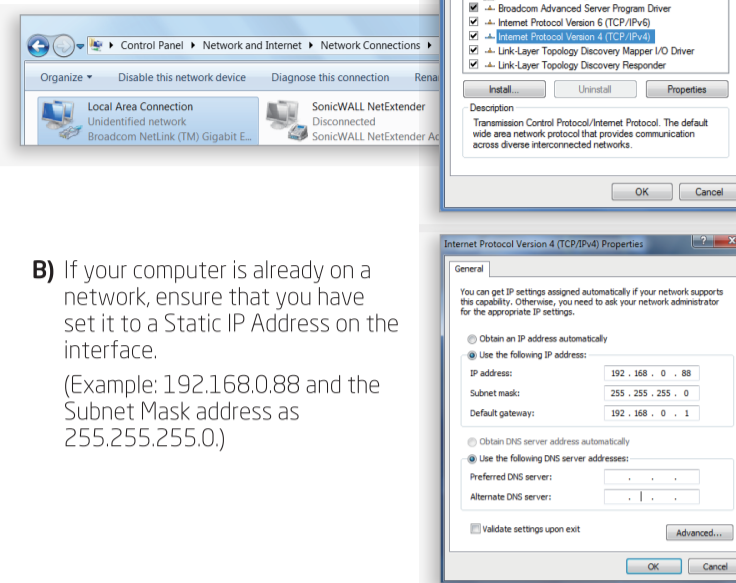 Control Panel Network and Internet Network Connections
Organize Disable this network device Diagnose this connection
Local Area Connection
Unidentified network
Broadcom NetLink (TM) Gigabit E...
SonicWALL NetExtender
Disconnected
SonicWALL NetExtender
Broadcom Advanced Server Program Driver
Internet Protocol Version 6 (TCP/IPv6)
Internet Protocol Version 4 (TCP/IPv4)
Link-Layer Topology Discovery Mapper I/O Driver
Link-Layer Topology Discovery Responder
Install... Uninstall Properties
Description
Transmission Control Protocol/Internet Protocol. The default
wide area network protocol that provides communication
across diverse interconnected networks.
OK Cancel
B) If your computer is already on a
network, ensure that you have
set it to a Static IP Address on the
interface.
(Example: 192.168.0.88 and the
Subnet Mask address as
255.255.255.0.)
Internet Protocol Version 4 (TCP/IPv4) Properties
General
You can get IP settings assigned automatically if your network supports
this capability. Otherwise, you need to ask your network administrator
for the appropriate IP settings.
Obtain an IP address automatically
Use the following IP address:
IP address: 192 . 168 . 0 . 88
Subnet mask: 255 . 255 . 255 . 0
Default gateway: 192 . 168 . 0 . 1
Obtain DNS server address automatically
Use the following DNS server addresses:
Preferred DNS server: . . .
Alternate DNS server: . . .
Validate settings upon exit
Advanced...
OK Cancel